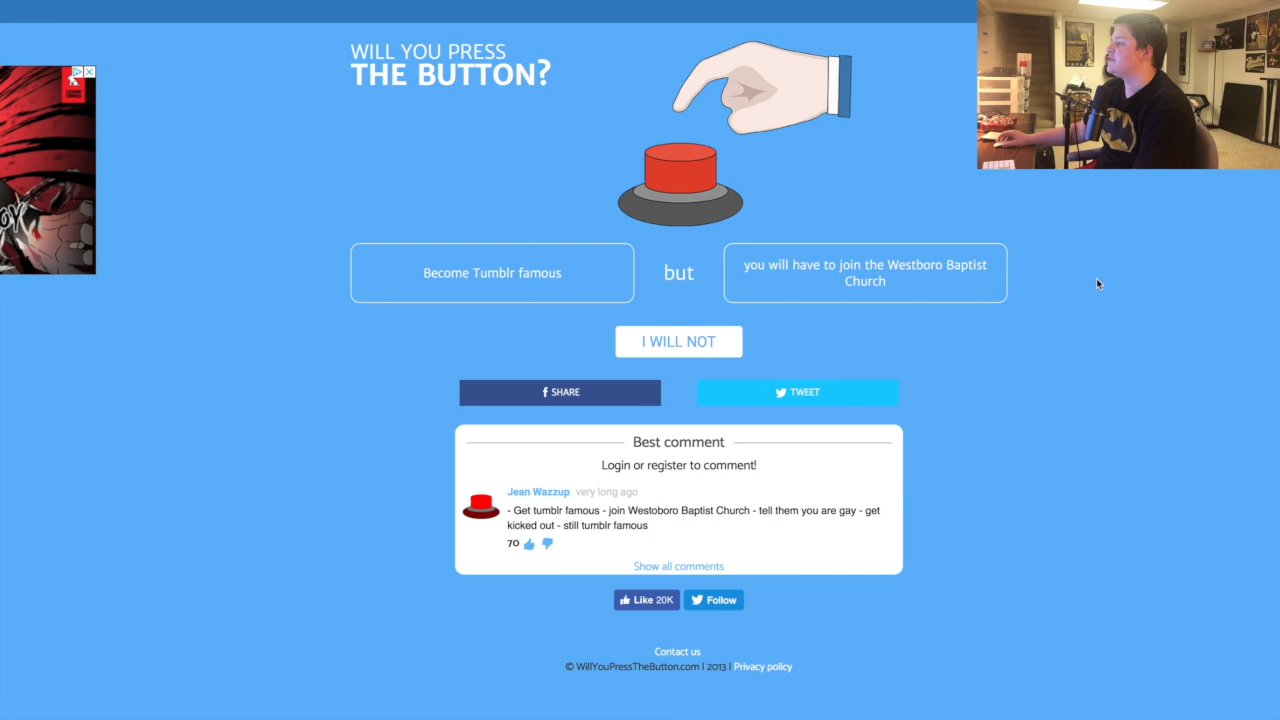 WILL YOU PRESS
THE BUTTON?
Become Tumblr famous
but
you will have to join the Westboro Baptist
Church
I WILL NOT
f SHARE
TWEET
Best comment
Login or register to comment!
Jean Wazzup very long ago
- Get tumblr famous - join Westoboro Baptist Church - tell them you are gay - get
kicked out - still tumblr famous
70
Show all comments
Like 20K
Follow
Contact us
© WillYouPressTheButton.com | 2013 | Privacy policy